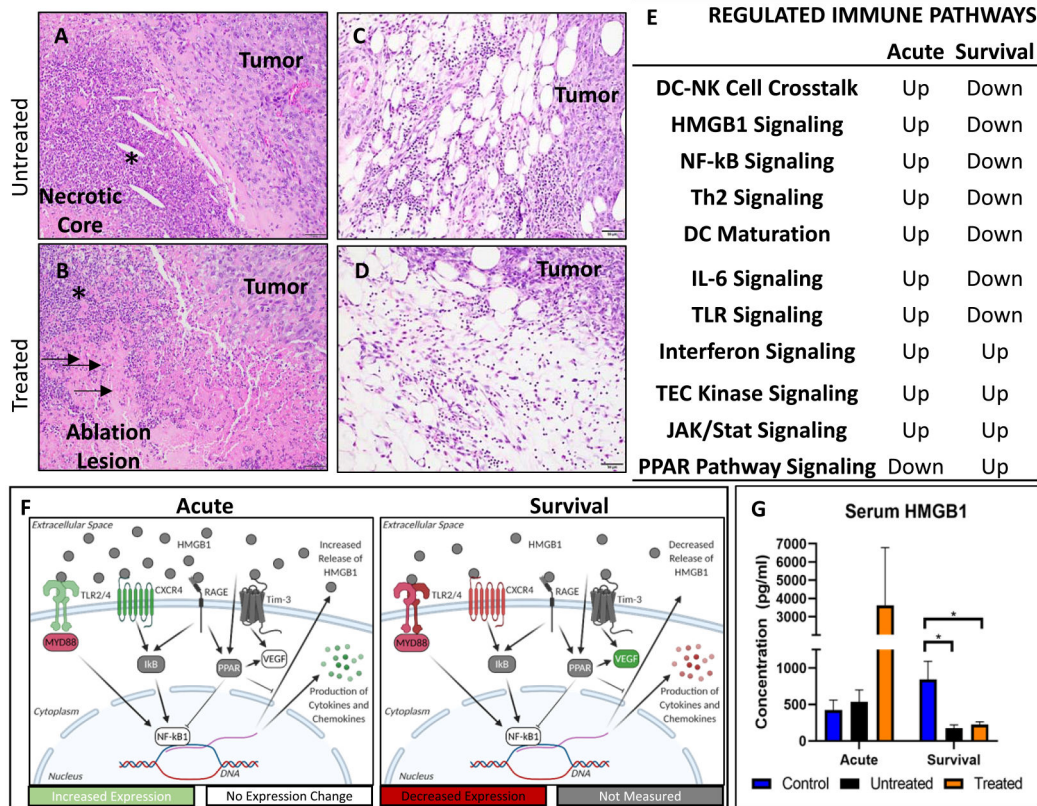 Untreated
A
Tumor
*
Necrotic
Core
C
Tumor
Treated
B
Tumor
*
Ablation
Lesion
D
Tumor
E REGULATED IMMUNE PATHWAYS
Acute Survival
DC-NK Cell Crosstalk Up Down
HMGB1 Signaling Up Down
NF-kB Signaling Up Down
Th2 Signaling Up Down
DC Maturation Up Down
IL-6 Signaling Up Down
TLR Signaling Up Down
Interferon Signaling Up Up
TEC Kinase Signaling Up Up
JAK/Stat Signaling Up Up
PPAR Pathway Signaling Down Up
F
Acute
Extracellular Space
HMGB1
Increased
Release of
HMGB1
TLR2/4
CXCR4
RAGE
Tim-3
MYD88
IkB
PPAR
VEGF
Production of
Cytokines and
Chemokines
Cytoplasm
NF-kB1
DNA
Nucleus
Survival
Extracellular Space
HMGB1
Decreased
Release of
HMGB1
TLR2/4
CXCR4
RAGE
Tim-3
MYD88
IkB
PPAR
VEGF
Production of
Cytokines and
Chemokines
Cytoplasm
NF-kB1
DNA
Nucleus
Increased Expression
No Expression Change
Decreased Expression
Not Measured
G
Serum HMGB1
Concentration (pg/ml)
7000
6000
5000
4000
3000
1000
500
0
*
*
Acute Survival
Control Untreated Treated